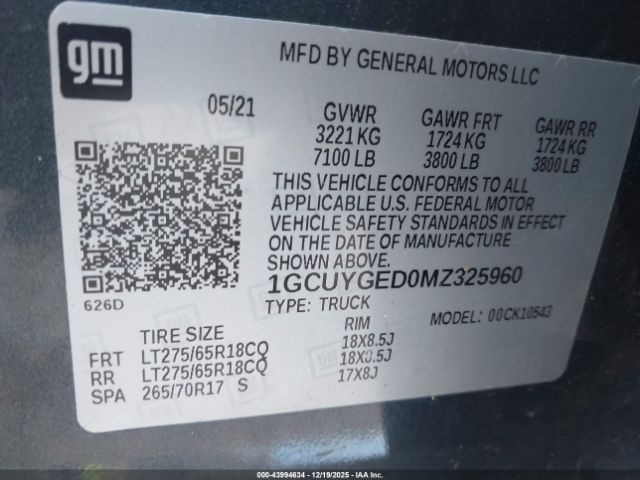 gm
MFD BY GENERAL MOTORS LLC
05/21 GVWR GAWR FRT GAWR RR
3221 KG 1724 KG 1724 KG
7100 LB 3800 LB 3800 LB
THIS VEHICLE CONFORMS TO ALL
APPLICABLE U.S. FEDERAL MOTOR
VEHICLE SAFETY STANDARDS IN EFFECT
ON THE DATE OF MANUFACTURE
SHOWN ABOVE.
1GCUYGED0MZ325960
626D
TYPE: TRUCK MODEL: 00CK10543
TIRE SIZE RIM
FRT LT275/65R18CQ 18X8.5J
RR LT275/65R18CQ 18X8.5J
SPA 265/70R17 S 17X8J
000-43994634 | 12/19/2025 | IAA Inc.